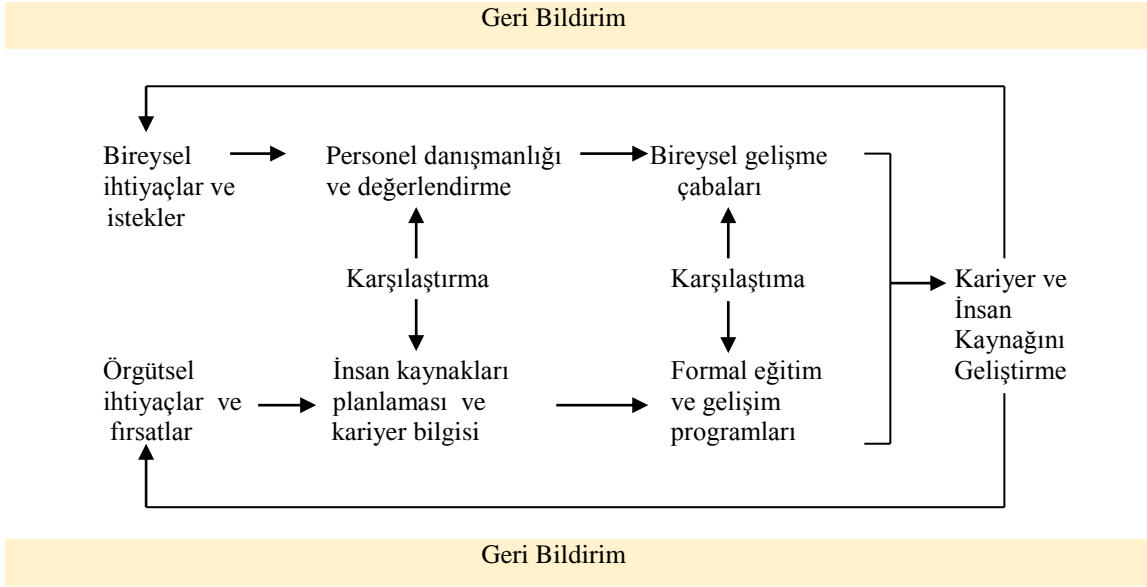 Geri Bildirim
Bireysel
ihtiyaçlar ve
istekler
Personel danışmanlığı
ve değerlendirme
Bireysel gelişme
çabaları
Karşılaştırma
Karşılaştıma
Kariyer ve
İnsan
Kaynağını
Geliştirme
Örgütsel
ihtiyaçlar ve
fırsatlar
İnsan kaynakları
planlaması ve
kariyer bilgisi
Formal eğitim
ve gelişim
programları
Geri Bildirim